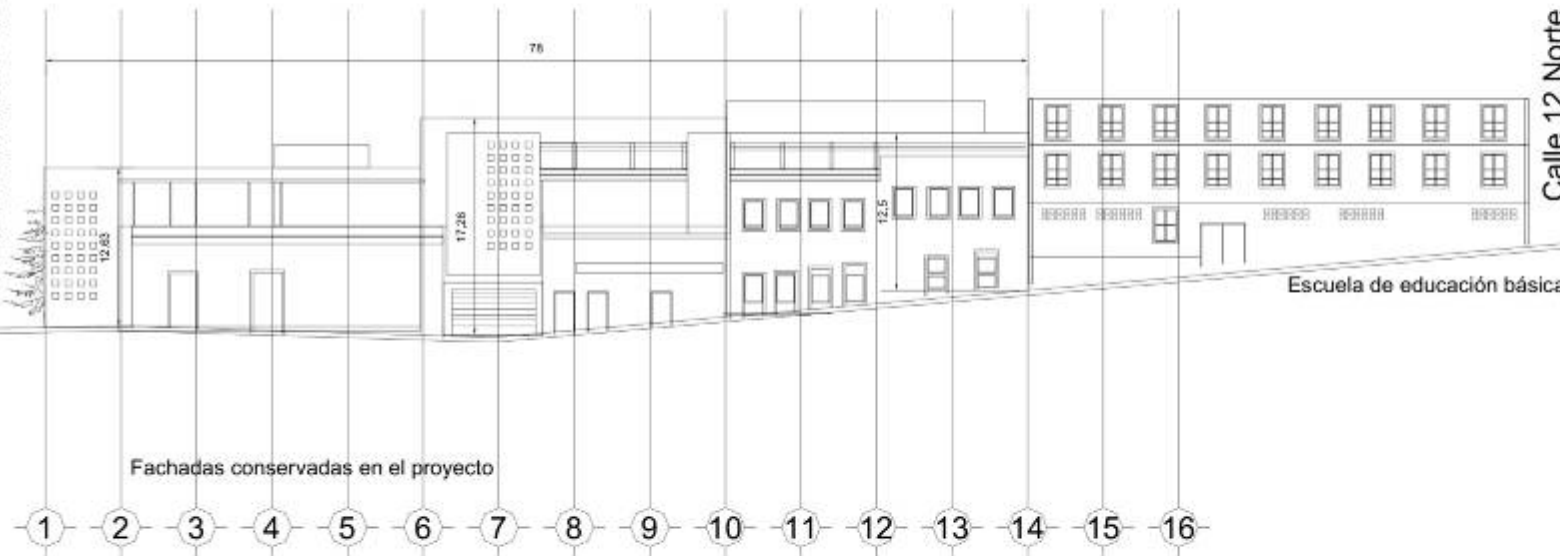 78
Calle 12 Norte
12,63
17,26
12,5
Escuela de educación básica
Fachadas conservadas en el proyecto
1 2 3 4 5 6 7 8 9 10 11 12 13 14 15 16